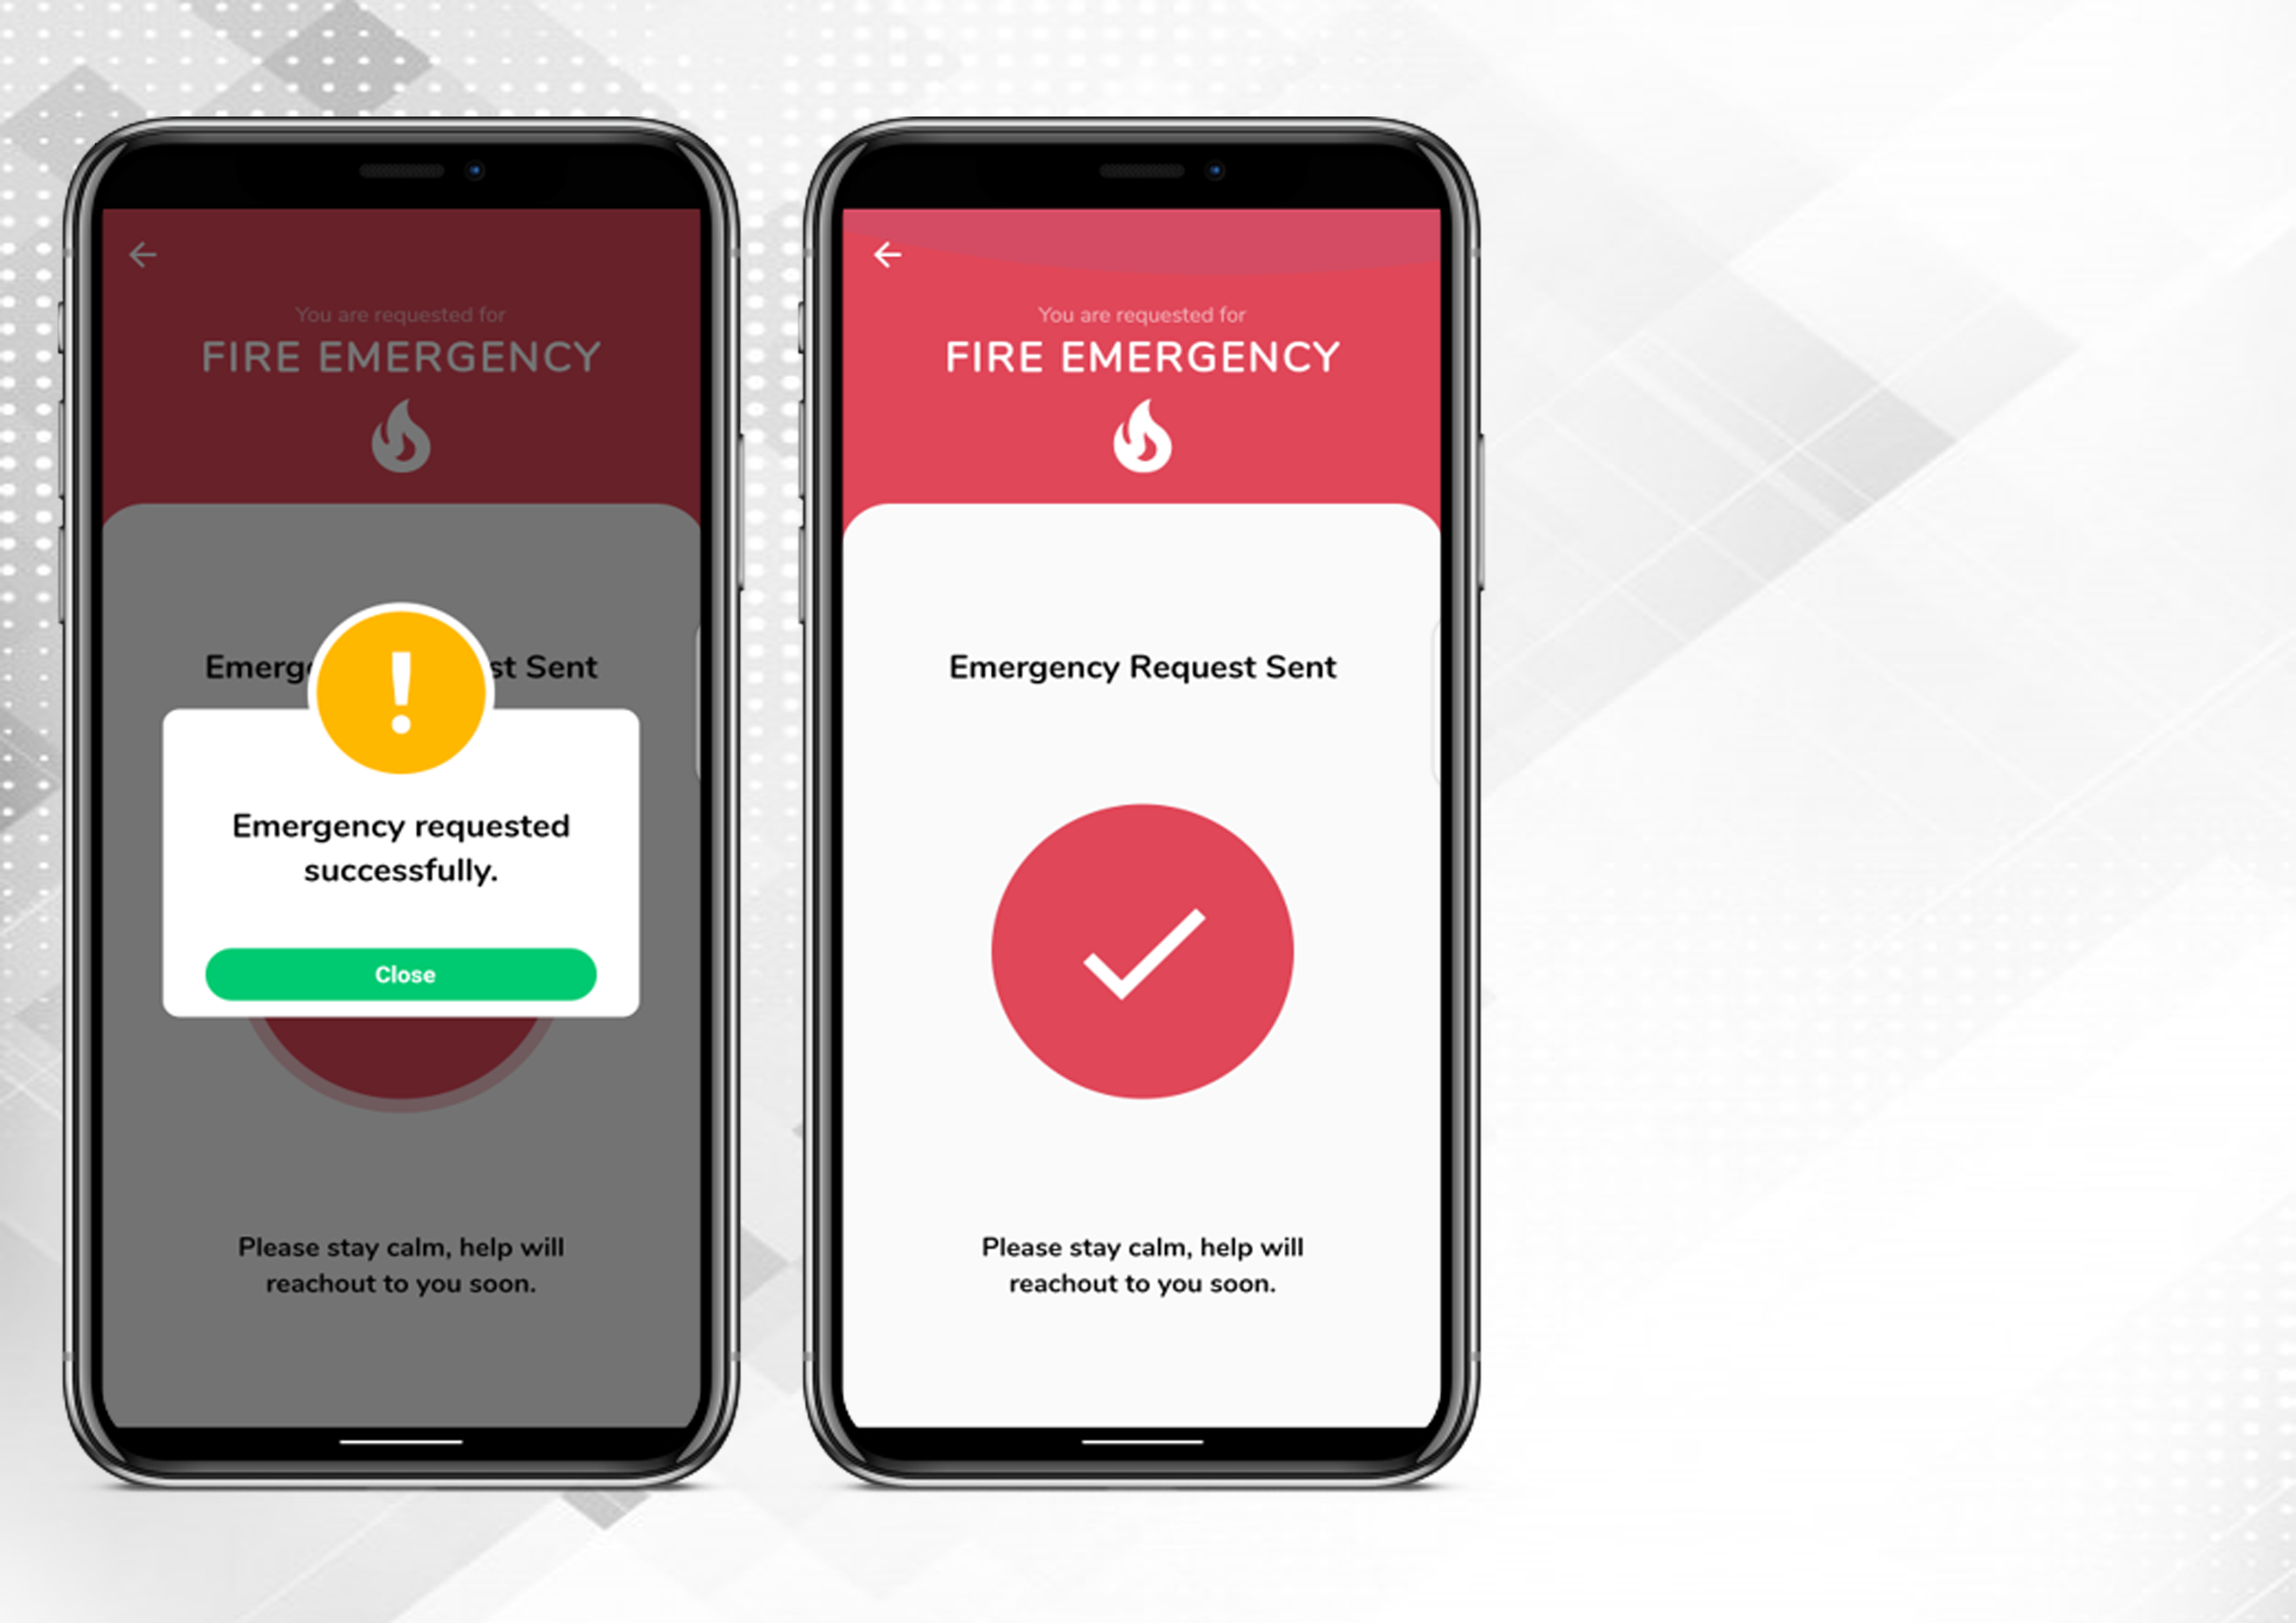 You are requested for
FIRE EMERGENCY
Emerg st Sent
!
Emergency requested
successfully.
Close
Please stay calm, help will
reachout to you soon.
You are requested for
FIRE EMERGENCY
Emergency Request Sent
Please stay calm, help will
reachout to you soon.